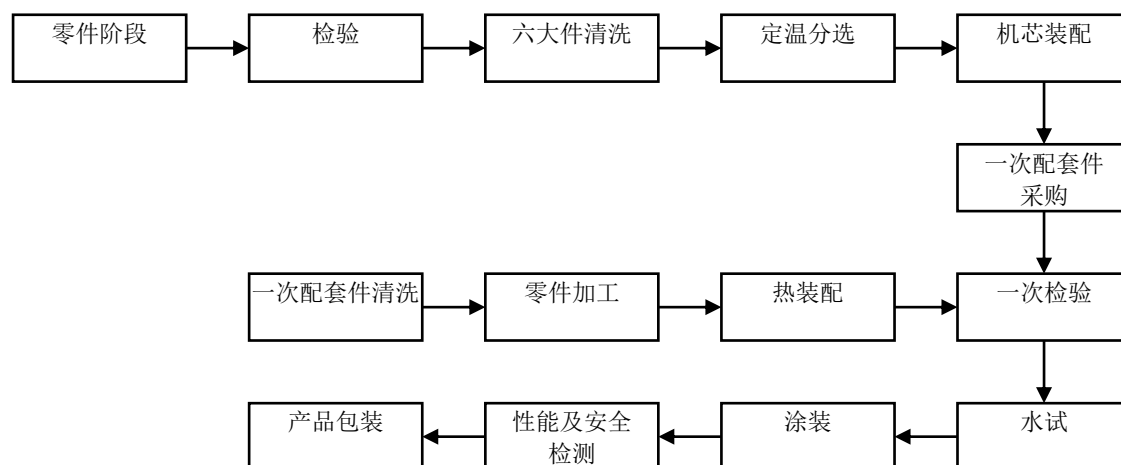 零件阶段
检验
六大件清洗
定温分选
机芯装配
一次配套件
采购
一次配套件清洗
零件加工
热装配
一次检验
产品包装
性能及安全
检测
涂装
水试